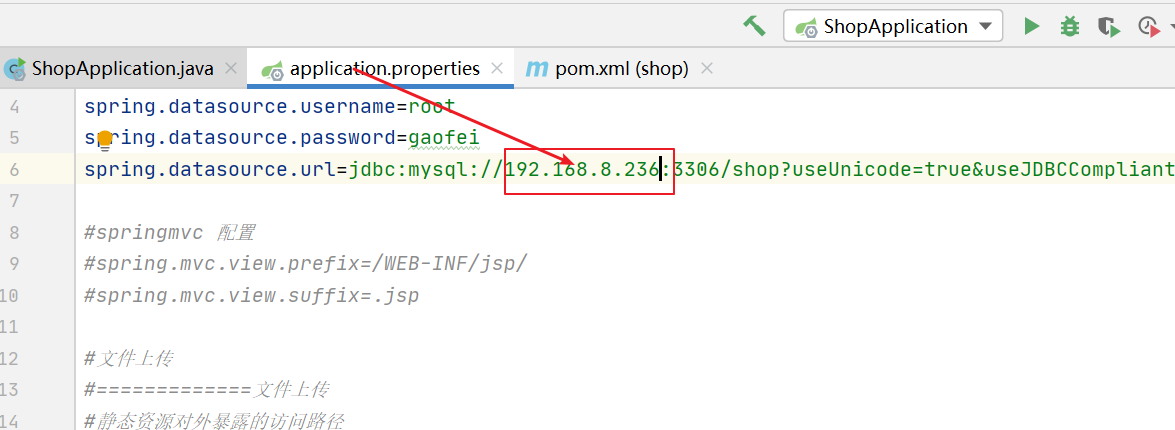 ShopApplication
ShopApplication.java
application.properties
m pom.xml (shop)
4 spring.datasource.username=root
5 spring.datasource.password=gaofei
6 spring.datasource.url=jdbc:mysql://192.168.8.236:3306/shop?useUnicode=true&useJDBCCompliant
7
8 #springmvc 配置
9 #spring.mvc.view.prefix=/WEB-INF/jsp/
10 #spring.mvc.view.suffix=.jsp
11
12 #文件上传
13 #=============文件上传
14 #静态资源对外暴露的访问路径